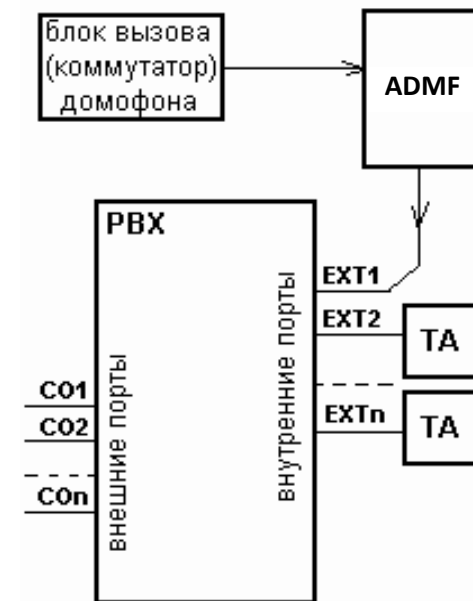 блок вызова
(коммутатор)
домофона
ADMF
PBX
EXT1
EXT2
TA
EXTn
TA
внутренние порты
CO1
CO2
COn
внешние порты